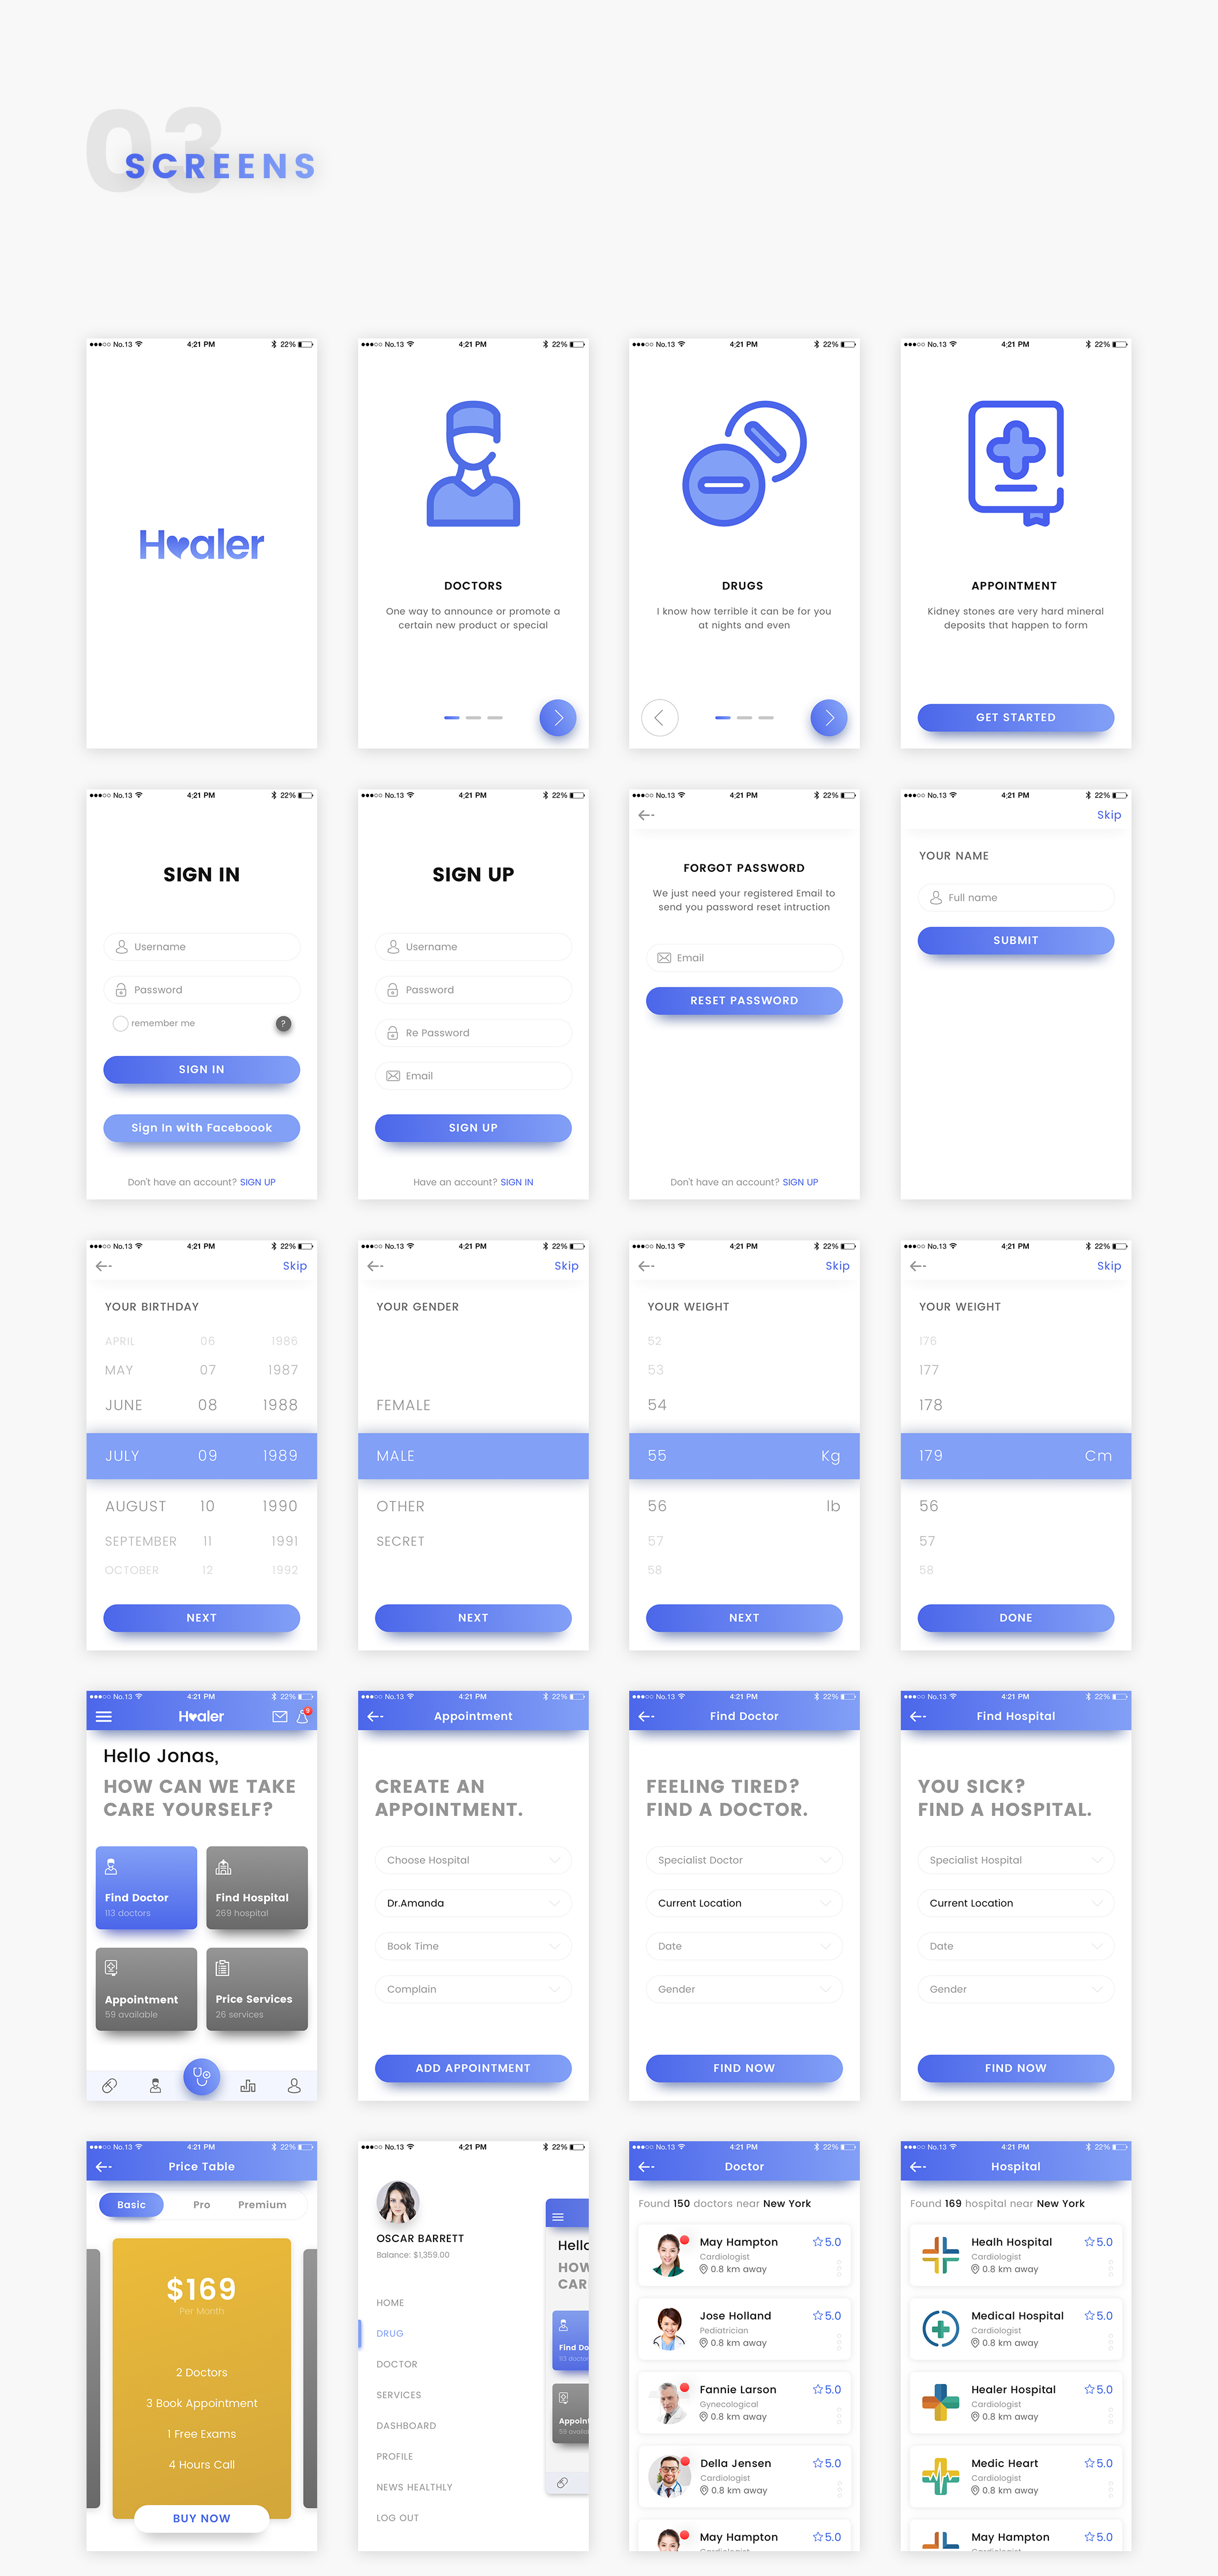 03
SCREENS
No.13 4:21 PM 22%
Healer
No.13 4:21 PM 22%
DOCTORS
One way to announce or promote a
certain new product or special
No.13 4:21 PM 22%
DRUGS
I know how terrible it can be for you
at nights and even
No.13 4:21 PM 22%
APPOINTMENT
Kidney stones are very hard mineral
deposits that happen to form
GET STARTED
No.13 4:21 PM 22%
SIGN IN
Username
Password
remember me ?
SIGN IN
Sign In with Faceboook
Don't have an account? SIGN UP
No.13 4:21 PM 22%
SIGN UP
Username
Password
Re Password
Email
SIGN UP
Have an account? SIGN IN
No.13 4:21 PM 22%
FORGOT PASSWORD
We just need your registered Email to
send you password reset intruction
Email
RESET PASSWORD
Don't have an account? SIGN UP
No.13 4:21 PM 22%
Skip
YOUR NAME
Full name
SUBMIT
No.13 4:21 PM 22%
Skip
YOUR BIRTHDAY
APRIL 06 1986
MAY 07 1987
JUNE 08 1988
JULY 09 1989
AUGUST 10 1990
SEPTEMBER 11 1991
OCTOBER 12 1992
NEXT
No.13 4:21 PM 22%
Skip
YOUR GENDER
FEMALE
MALE
OTHER
SECRET
NEXT
No.13 4:21 PM 22%
Skip
YOUR WEIGHT
52
53
54
55 Kg
56 lb
57
58
NEXT
No.13 4:21 PM 22%
Skip
YOUR WEIGHT
176
177
178
179 Cm
56
57
58
DONE
No.13 4:21 PM 22%
Healer
Hello Jonas,
HOW CAN WE TAKE
CARE YOURSELF?
Find Doctor
113 doctors
Find Hospital
269 hospital
Appointment
59 available
Price Services
26 services
No.13 4:21 PM 22%
Appointment
CREATE AN
APPOINTMENT.
Choose Hospital
Dr.Amanda
Book Time
Complain
ADD APPOINTMENT
No.13 4:21 PM 22%
Find Doctor
FEELING TIRED?
FIND A DOCTOR.
Specialist Doctor
Current Location
Date
Gender
FIND NOW
No.13 4:21 PM 22%
Find Hospital
YOU SICK?
FIND A HOSPITAL.
Specialist Hospital
Current Location
Date
Gender
FIND NOW
No.13 4:21 PM 22%
Price Table
Basic Pro Premium
$169
Per Month
2 Doctors
3 Book Appointment
1 Free Exams
4 Hours Call
BUY NOW
No.13 4:21 PM 22%
OSCAR BARRETT
Balance: $1,359.00
HOME
DRUG
DOCTOR
SERVICES
DASHBOARD
PROFILE
NEWS HEALTHLY
LOG OUT
Hello
HOW
CAR
Find Do
113 doctor
Appoint
59 availab
No.13 4:21 PM 22%
Doctor
Found 150 doctors near New York
May Hampton 5.0
Cardiologist
0.8 km away
Jose Holland 5.0
Pediatrician
0.8 km away
Fannie Larson 5.0
Gynecological
0.8 km away
Della Jensen 5.0
Cardiologist
0.8 km away
May Hampton 5.0
Cardiologist
No.13 4:21 PM 22%
Hospital
Found 169 hospital near New York
Healh Hospital 5.0
Cardiologist
0.8 km away
Medical Hospital 5.0
Cardiologist
0.8 km away
Healer Hospital 5.0
Cardiologist
0.8 km away
Medic Heart 5.0
Cardiologist
0.8 km away
May Hampton 5.0
Cardiologist